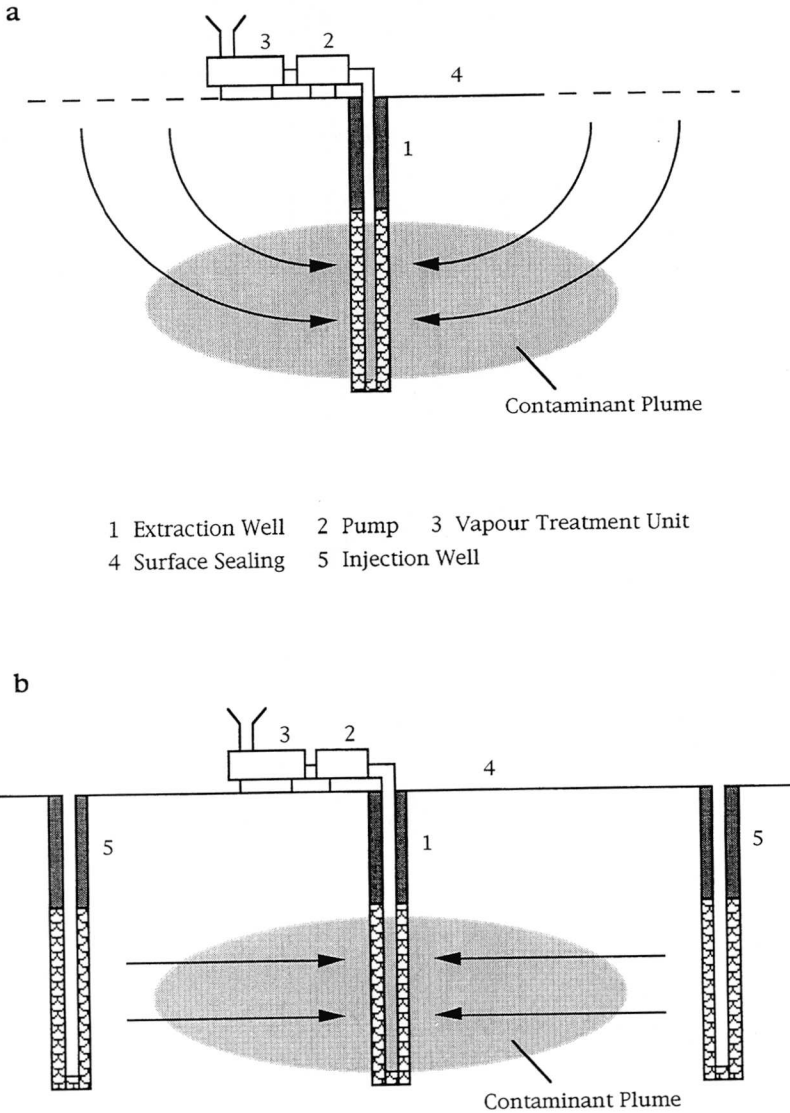 a
3 2
4
1
Contaminant Plume
1 Extraction Well 2 Pump 3 Vapour Treatment Unit
4 Surface Sealing 5 Injection Well
b
3 2
4
5 1 5
Contaminant Plume